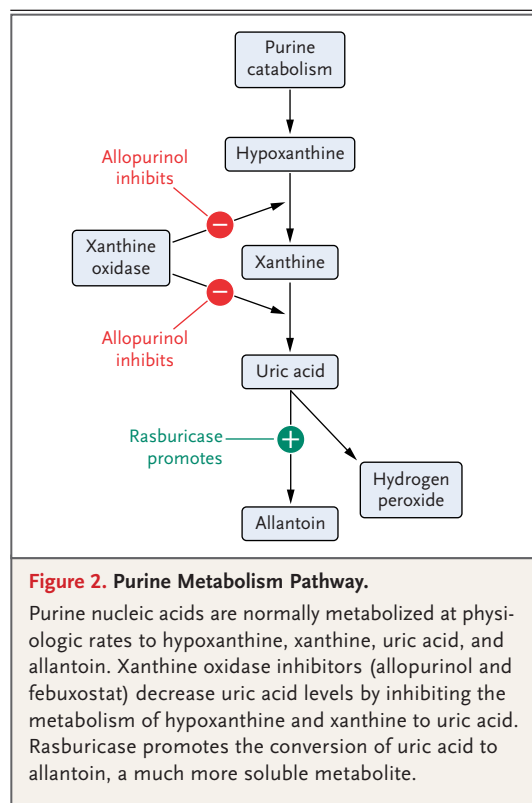 Purine
catabolism
Hypoxanthine
Allopurinol
inhibits
Xanthine
oxidase
Xanthine
Allopurinol
inhibits
Uric acid
Rasburicase
promotes
Hydrogen
peroxide
Allantoin
Figure 2. Purine Metabolism Pathway.
Purine nucleic acids are normally metabolized at physi-
ologic rates to hypoxanthine, xanthine, uric acid, and
allantoin. Xanthine oxidase inhibitors (allopurinol and
febuxostat) decrease uric acid levels by inhibiting the
metabolism of hypoxanthine and xanthine to uric acid.
Rasburicase promotes the conversion of uric acid to
allantoin, a much more soluble metabolite.